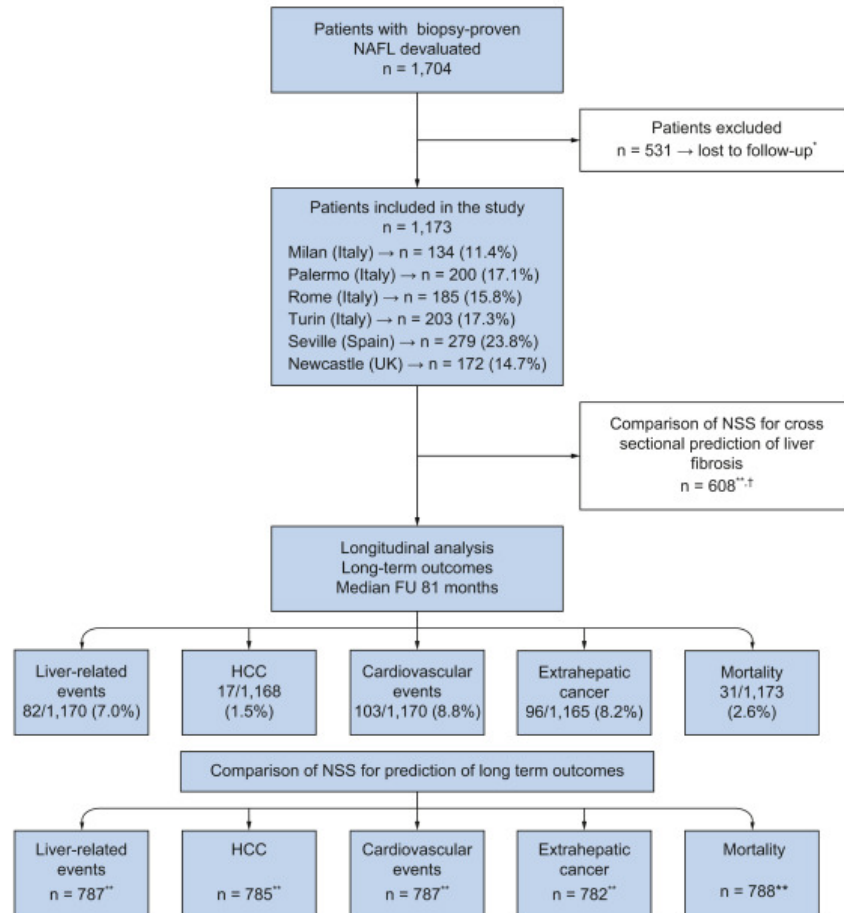 Patients with biopsy-proven
NAFL devaluated
n = 1,704
Patients excluded
n = 531 → lost to follow-up*
Patients included in the study
n = 1,173
Milan (Italy) → n = 134 (11.4%)
Palermo (Italy) → n = 200 (17.1%)
Rome (Italy) → n = 185 (15.8%)
Turin (Italy) → n = 203 (17.3%)
Seville (Spain) → n = 279 (23.8%)
Newcastle (UK) → n = 172 (14.7%)
Comparison of NSS for cross
sectional prediction of liver
fibrosis
n = 608**,†
Longitudinal analysis
Long-term outcomes
Median FU 81 months
Liver-related
events
82/1,170 (7.0%)
HCC
17/1,168
(1.5%)
Cardiovascular
events
103/1,170 (8.8%)
Extrahepatic
cancer
96/1,165 (8.2%)
Mortality
31/1,173
(2.6%)
Comparison of NSS for prediction of long term outcomes
Liver-related
events
n = 787**
HCC
n = 785**
Cardiovascular
events
n = 787**
Extrahepatic
cancer
n = 782**
Mortality
n = 788**